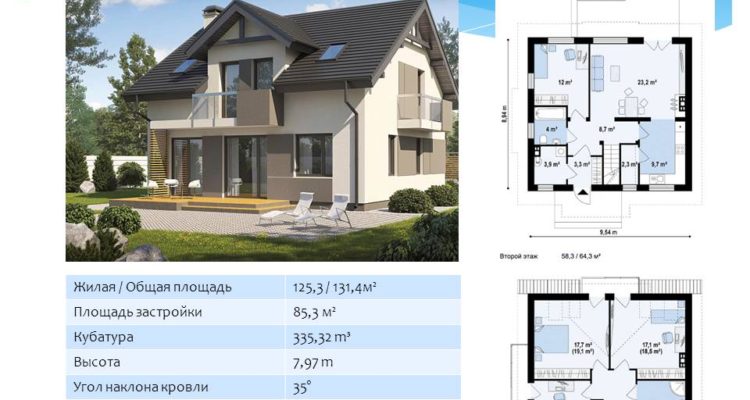 12 m²
23,2 m²
4 m²
8,7 m²
3,9 m²
3,3 m²
2,3 m²
9,7 m²
8,94 m
9,54 m
Второй этаж 58,3 / 64,3 м²
17,7 m²
(19,1 m²)
17,1 m²
(18,5 m²)
Жилая / Общая площадь 125,3 / 131,4м²
Площадь застройки 85,3 м²
Кубатура 335,32 m³
Высота 7,97 m
Угол наклона кровли 35°